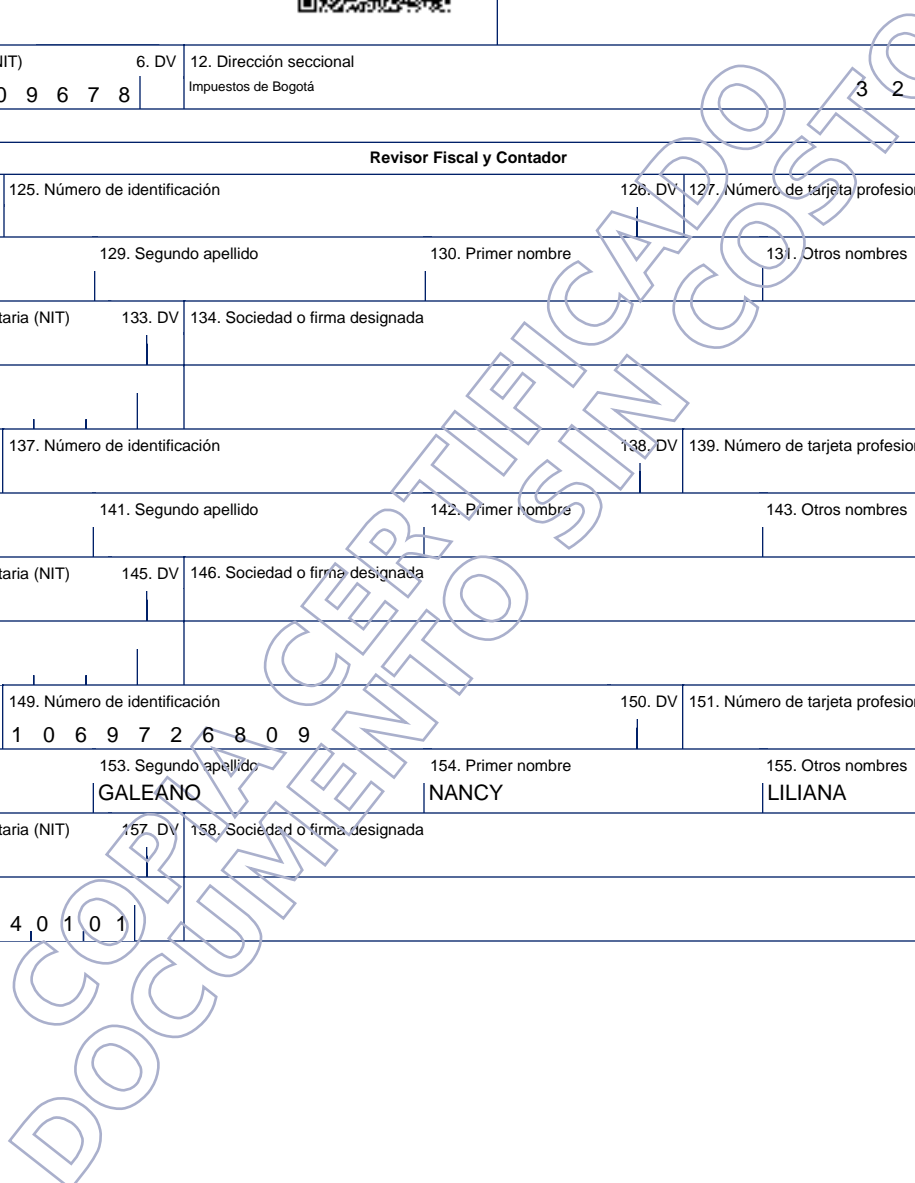 NIT) 6. DV 12. Dirección seccional
9 6 7 8 Impuestos de Bogotá 3 2
Revisor Fiscal y Contador
125. Número de identificación 126. DV 127. Número de tarjeta profesion
129. Segundo apellido 130. Primer nombre 131. Otros nombres
taria (NIT) 133. DV 134. Sociedad o firma designada
137. Número de identificación 138. DV 139. Número de tarjeta profesion
141. Segundo apellido 142. Primer nombre 143. Otros nombres
taria (NIT) 145. DV 146. Sociedad o firma designada
149. Número de identificación 150. DV 151. Número de tarjeta profesion
1 0 6 9 7 2 6 8 0 9
153. Segundo apellido 154. Primer nombre 155. Otros nombres
GALEANO NANCY LILIANA
taria (NIT) 157. DV 158. Sociedad o firma designada
4 0 1 0 1
COPIA CERTIFICADO
DOCUMENTO SIN COSTO